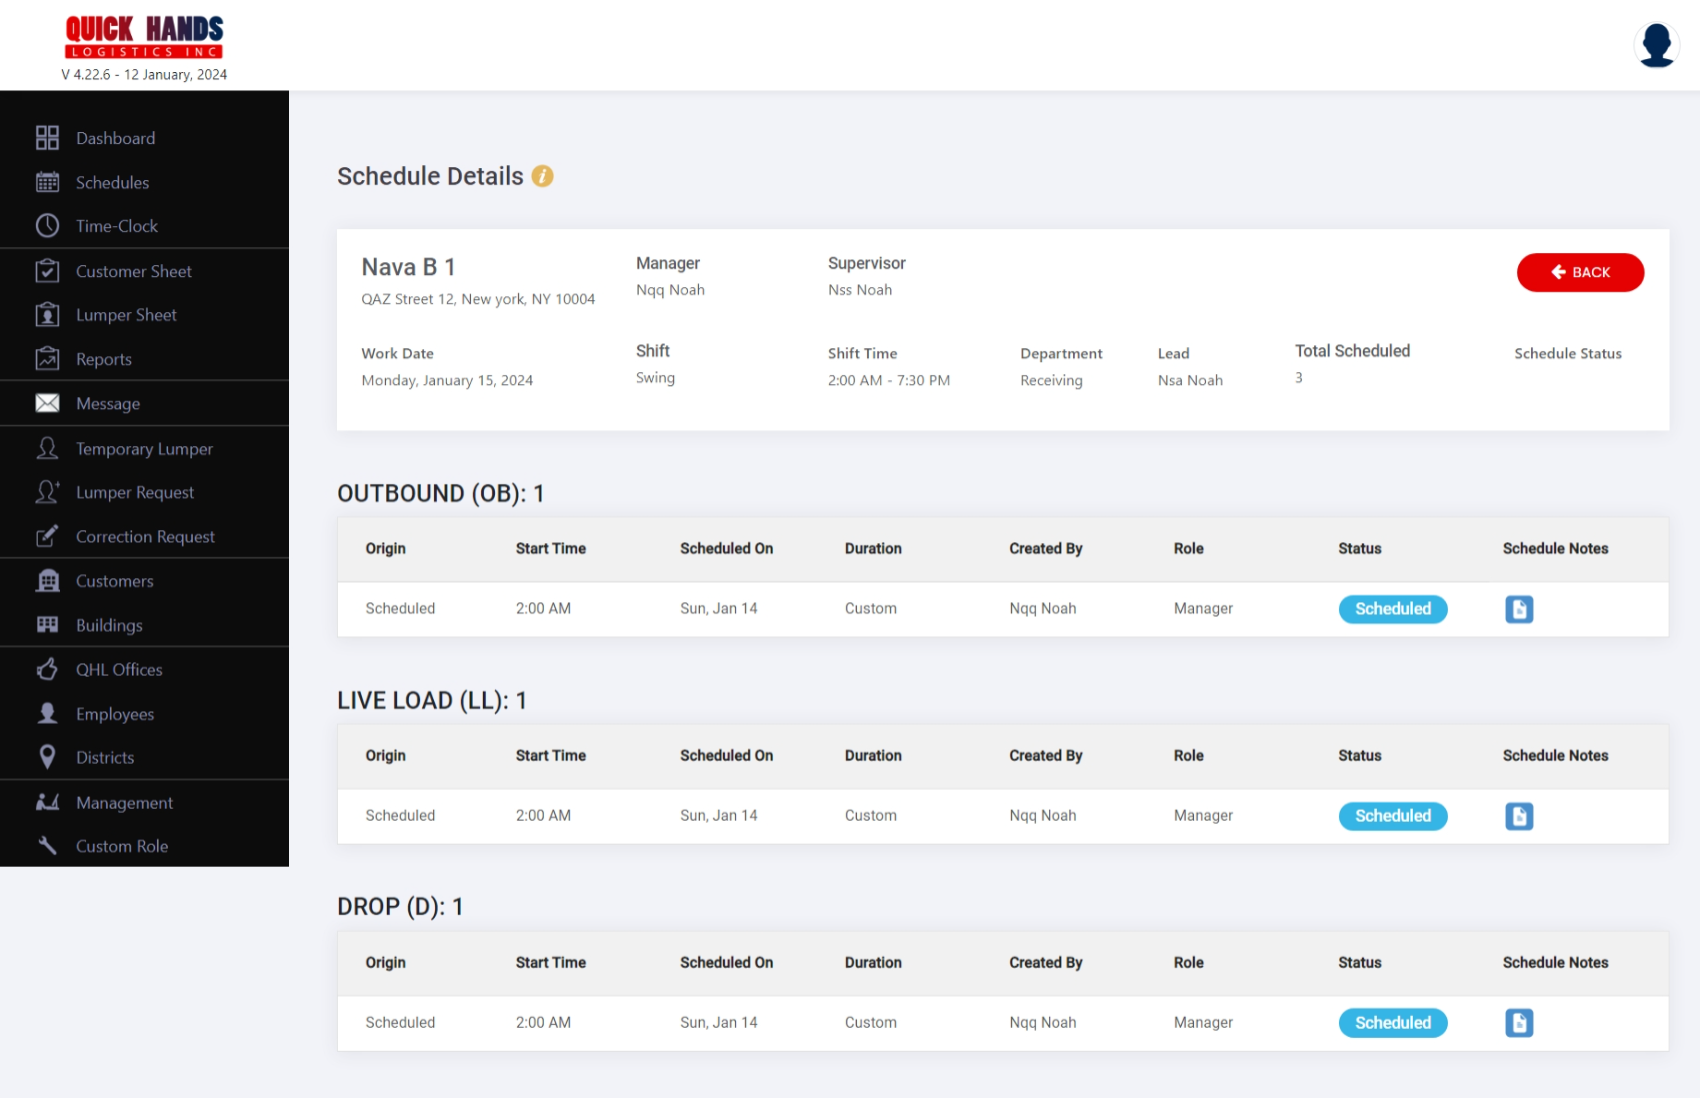 QUICK HANDS
LOGISTICS INC
V 4.22.6 - 12 January, 2024
Dashboard
Schedules
Time-Clock
Customer Sheet
Lumper Sheet
Reports
Message
Temporary Lumper
Lumper Request
Correction Request
Customers
Buildings
QHL Offices
Employees
Districts
Management
Custom Role
Schedule Details i
Nava B 1
QAZ Street 12, New york, NY 10004
Manager
Nqq Noah
Supervisor
Nss Noah
BACK
Work Date
Monday, January 15, 2024
Shift
Swing
Shift Time
2:00 AM - 7:30 PM
Department
Receiving
Lead
Nsa Noah
Total Scheduled
3
Schedule Status
OUTBOUND (OB): 1
Origin Start Time Scheduled On Duration Created By Role Status Schedule Notes
Scheduled 2:00 AM Sun, Jan 14 Custom Nqq Noah Manager Scheduled
LIVE LOAD (LL): 1
Origin Start Time Scheduled On Duration Created By Role Status Schedule Notes
Scheduled 2:00 AM Sun, Jan 14 Custom Nqq Noah Manager Scheduled
DROP (D): 1
Origin Start Time Scheduled On Duration Created By Role Status Schedule Notes
Scheduled 2:00 AM Sun, Jan 14 Custom Nqq Noah Manager Scheduled